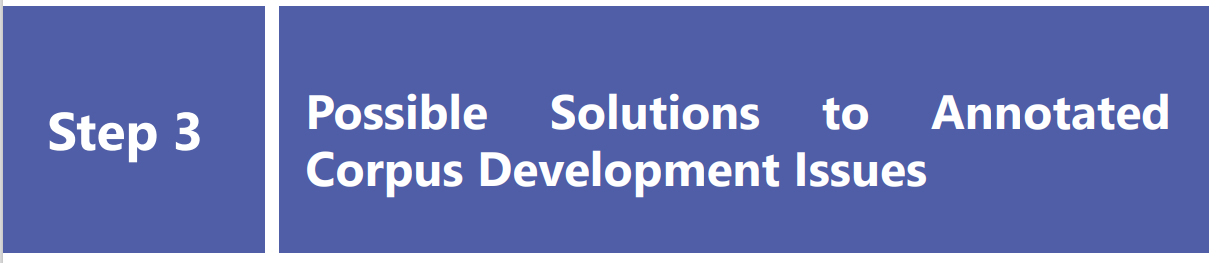 Step 3
Possible Solutions to Annotated
Corpus Development Issues